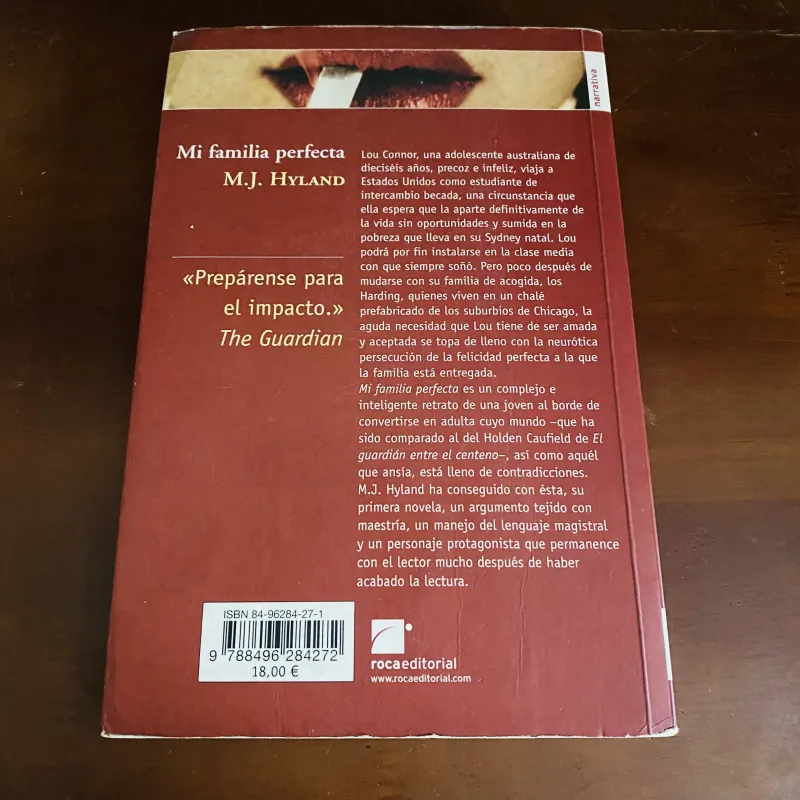 narrativa
Mi familia perfecta
M.J. HYLAND
«Prepárense para
el impacto.»
The Guardian
Lou Connor, una adolescente australiana de
dieciséis años, precoz e infeliz, viaja a
Estados Unidos como estudiante de
intercambio becada, una circunstancia que
ella espera que la aparte definitivamente de
la vida sin oportunidades y sumida en la
pobreza que lleva en su Sydney natal. Lou
podrá por fin instalarse en la clase media
con que siempre soñó. Pero poco después de
mudarse con su familia de acogida, los
Harding, quienes viven en un chalé
prefabricado de los suburbios de Chicago, la
aguda necesidad que Lou tiene de ser amada
y aceptada se topa de lleno con la neurótica
persecución de la felicidad perfecta a la que
la familia está entregada.
Mi familia perfecta es un complejo e
inteligente retrato de una joven al borde de
convertirse en adulta cuyo mundo –que ha
sido comparado al del Holden Caufield de El
guardián entre el centeno–, así como aquél
que ansía, está lleno de contradicciones.
M.J. Hyland ha conseguido con ésta, su
primera novela, un argumento tejido con
maestría, un manejo del lenguaje magistral
y un personaje protagonista que permanence
con el lector mucho después de haber
acabado la lectura.
ISBN 84-96284-27-1
9 788496 284272
18,00 €
rocaeditorial
www.rocaeditorial.com